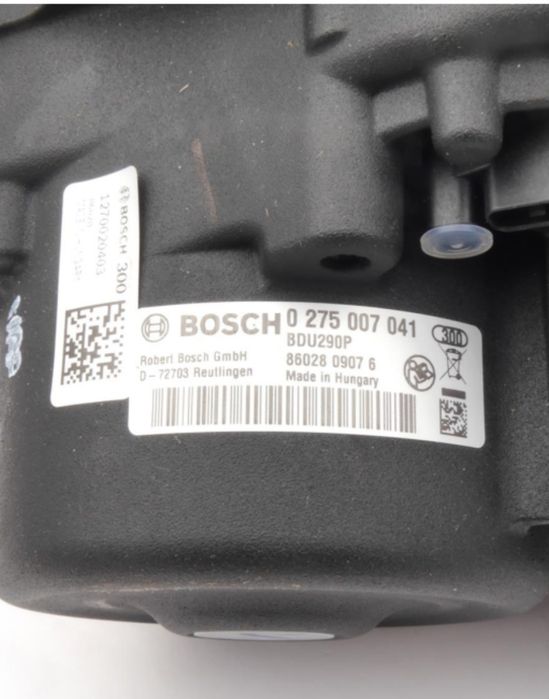 BOSCH 300
1270020403
BOSCH 0 275 007 041
300
BDU290P
Robert Bosch GmbH
86028 0907 6
D-72703 Reutlingen
Made in Hungary